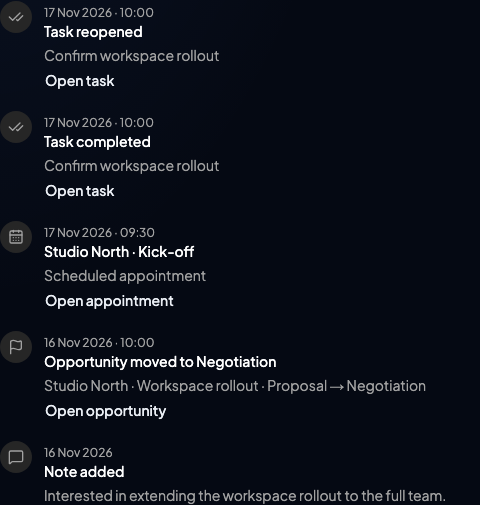 17 Nov 2026 · 10:00
Task reopened
Confirm workspace rollout
Open task
17 Nov 2026 · 10:00
Task completed
Confirm workspace rollout
Open task
17 Nov 2026 · 09:30
Studio North · Kick-off
Scheduled appointment
Open appointment
16 Nov 2026 · 10:00
Opportunity moved to Negotiation
Studio North · Workspace rollout · Proposal → Negotiation
Open opportunity
16 Nov 2026
Note added
Interested in extending the workspace rollout to the full team.